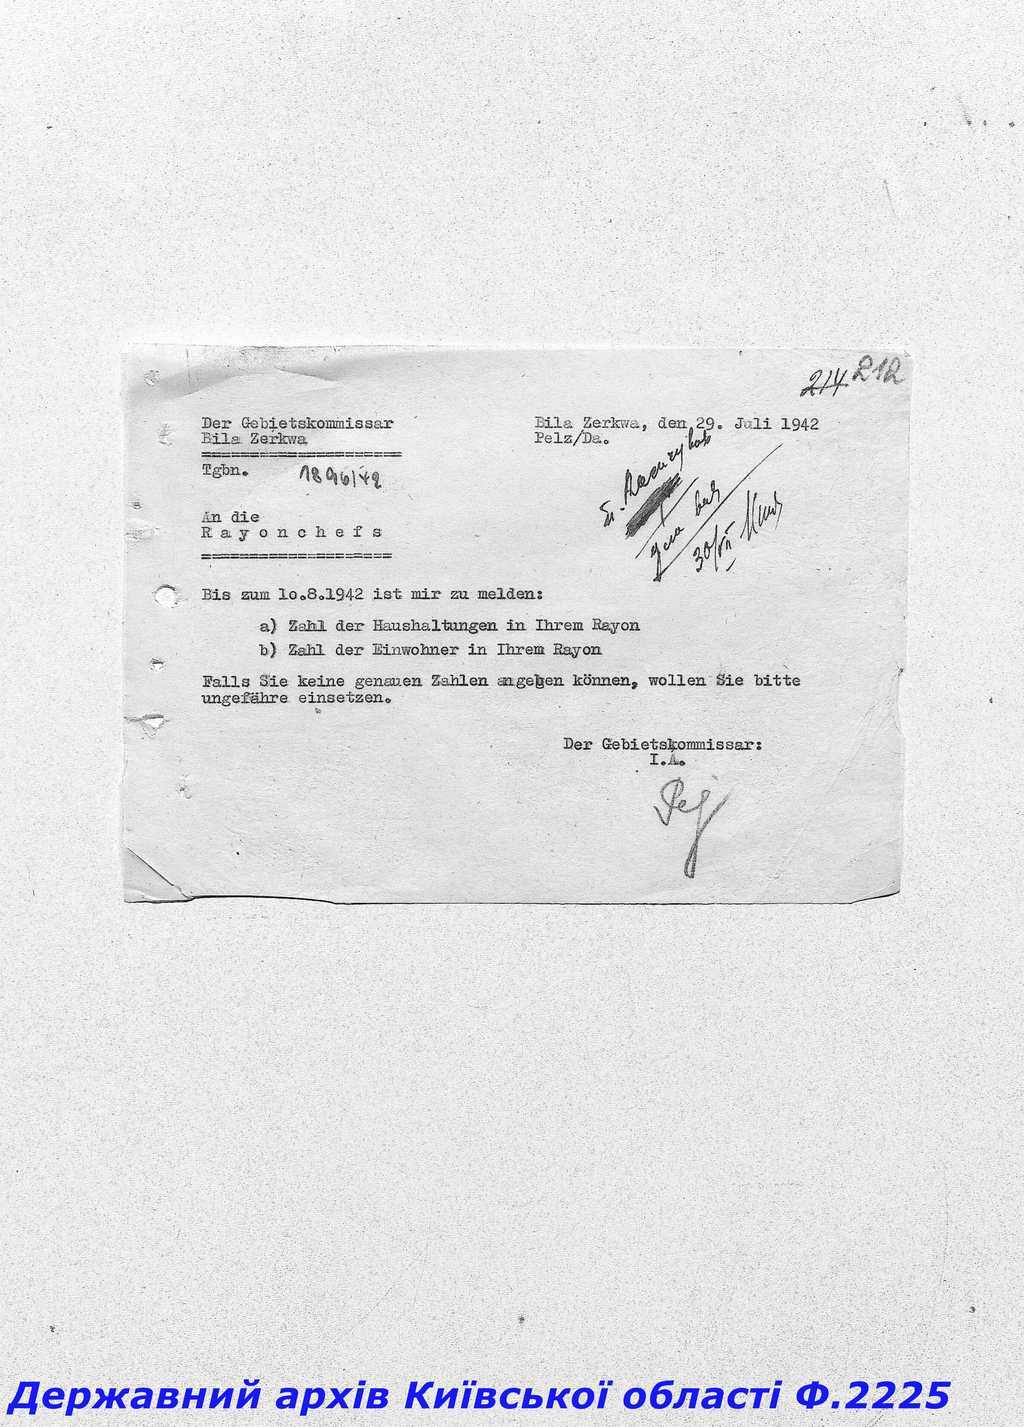 214 212
Der Gebietskommissar
Bila Zerkwa
Bila Zerkwa, den 29. Juli 1942
Pelz/Da.
Tgbn. 1896/42
An die
Rayonchefs
30/VII
Bis zum 10.8.1942 ist mir zu melden:
a) Zahl der Haushaltungen in Ihrem Rayon
b) Zahl der Einwohner in Ihrem Rayon
Falls Sie keine genauen Zahlen angeben können, wollen Sie bitte
ungefähre einsetzen.
Der Gebietskommissar:
I.A.
Державний архів Київської області Ф.2225